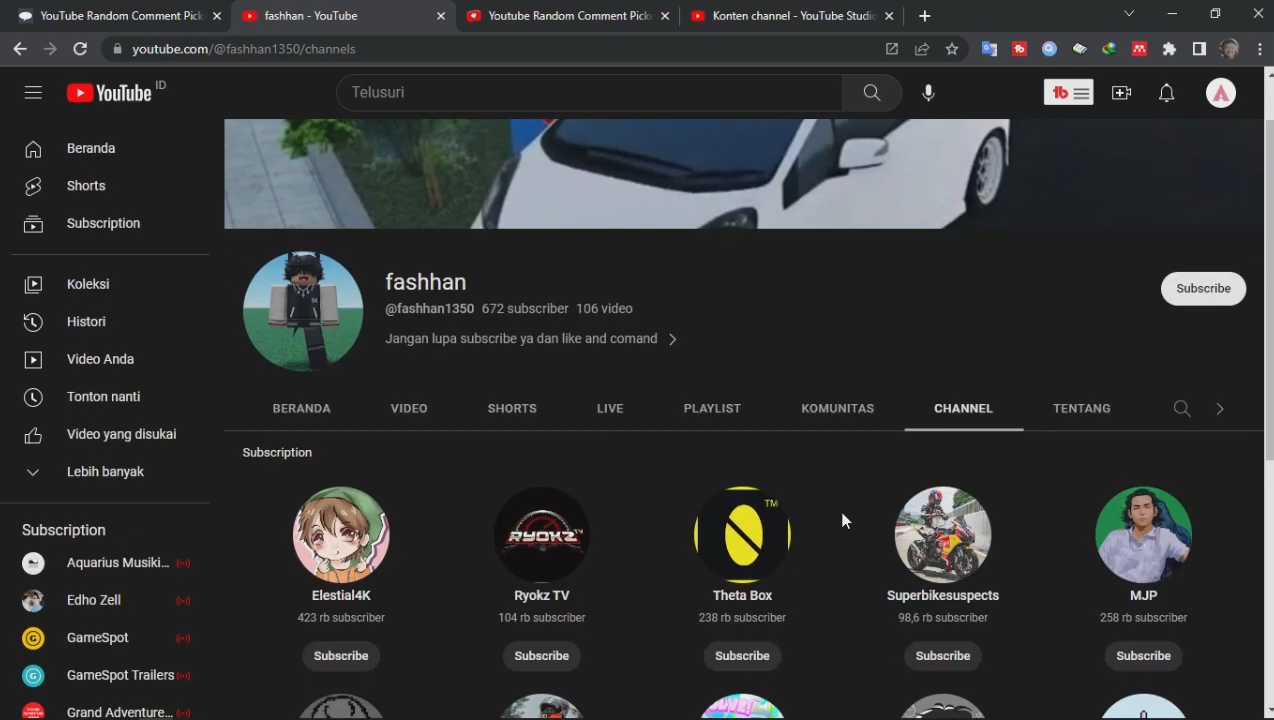 YouTube Random Comment Pick
fashhan - YouTube
Youtube Random Comment Picke
Konten channel - YouTube Studio
youtube.com/@fashhan1350/channels
YouTube ID
Telusuri
tb
A
Beranda
Shorts
Subscription
Koleksi
Histori
Video Anda
Tonton nanti
Video yang disukai
Lebih banyak
Subscription
Aquarius Musiki...
Edho Zell
GameSpot
GameSpot Trailers
Grand Adventure...
fashhan
@fashhan1350 672 subscriber 106 video
Jangan lupa subscribe ya dan like and comand
Subscribe
BERANDA VIDEO SHORTS LIVE PLAYLIST KOMUNITAS CHANNEL TENTANG
Subscription
RYOKZ
TM
Elestial4K Ryokz TV Theta Box Superbikesuspects MJP
423 rb subscriber 104 rb subscriber 238 rb subscriber 98,6 rb subscriber 258 rb subscriber
Subscribe Subscribe Subscribe Subscribe Subscribe